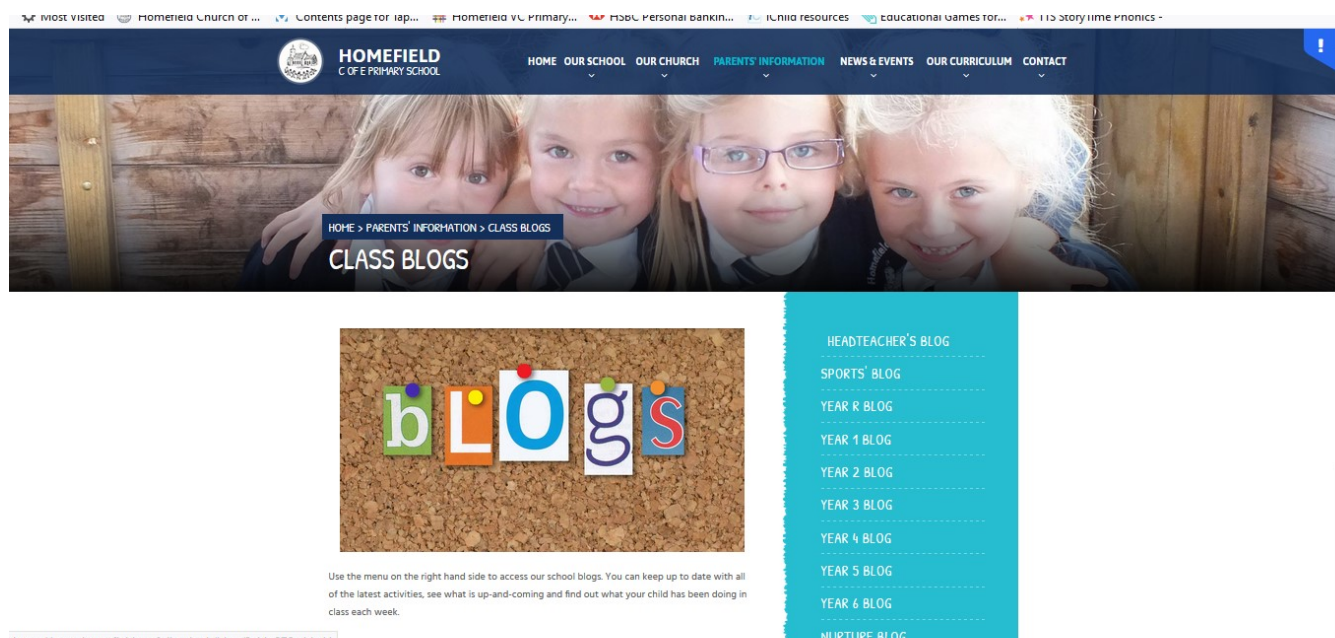 Most Visited Homefield Church of ... Contents page for Tap... Homefield VC Primary... HSBC Personal Bankin... iChild resources Educational Games for... TTS StoryTime Phonics -
HOMEFIELD
C OF E PRIMARY SCHOOL
HOME OUR SCHOOL OUR CHURCH PARENTS' INFORMATION NEWS & EVENTS OUR CURRICULUM CONTACT
!
HOME > PARENTS' INFORMATION > CLASS BLOGS
CLASS BLOGS
bLOgs
Use the menu on the right hand side to access our school blogs. You can keep up to date with all
of the latest activities, see what is up-and-coming and find out what your child has been doing in
class each week.
HEADTEACHER'S BLOG
SPORTS' BLOG
YEAR R BLOG
YEAR 1 BLOG
YEAR 2 BLOG
YEAR 3 BLOG
YEAR 4 BLOG
YEAR 5 BLOG
YEAR 6 BLOG
NURTURE BLOG